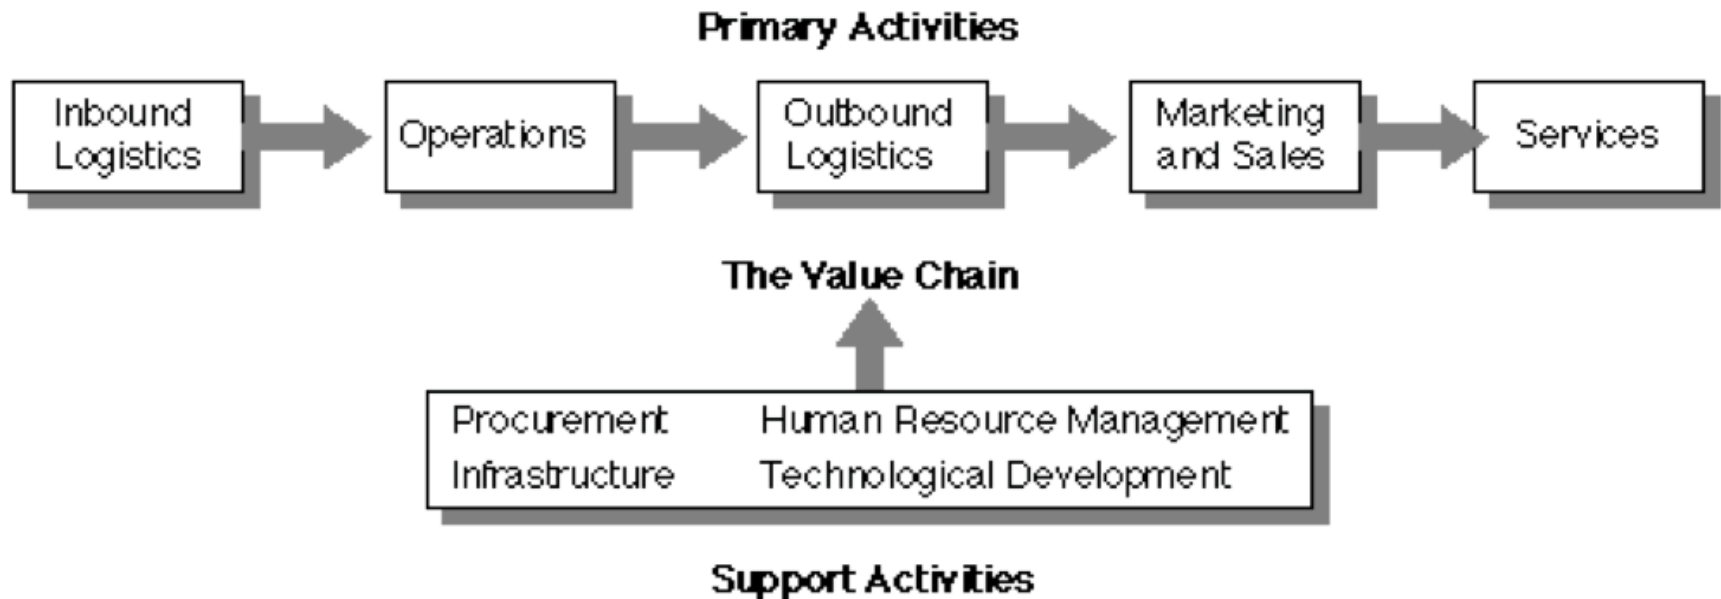 Primary Activities
Inbound
Logistics
Operations
Outbound
Logistics
Marketing
and Sales
Services
The Value Chain
Procurement Human Resource Management
Infrastructure Technological Development
Support Activities